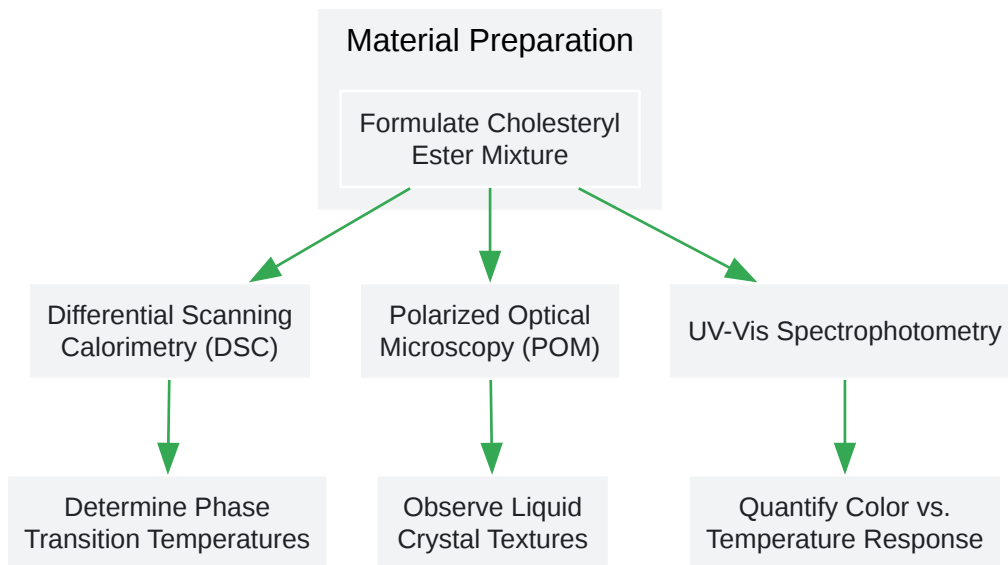 Material Preparation
Formulate Cholesteryl
Ester Mixture
Differential Scanning
Calorimetry (DSC)
Polarized Optical
Microscopy (POM)
UV-Vis Spectrophotometry
Determine Phase
Transition Temperatures
Observe Liquid
Crystal Textures
Quantify Color vs.
Temperature Response